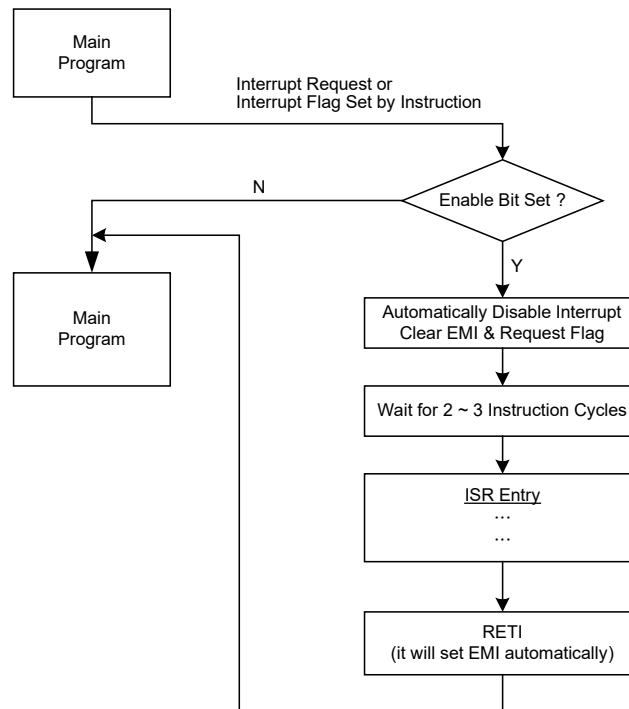 Main
Program
Interrupt Request or
Interrupt Flag Set by Instruction
N
Enable Bit Set ?
Y
Main
Program
Automatically Disable Interrupt
Clear EMI & Request Flag
Wait for 2 ~ 3 Instruction Cycles
ISR Entry
...
...
RETI
(it will set EMI automatically)